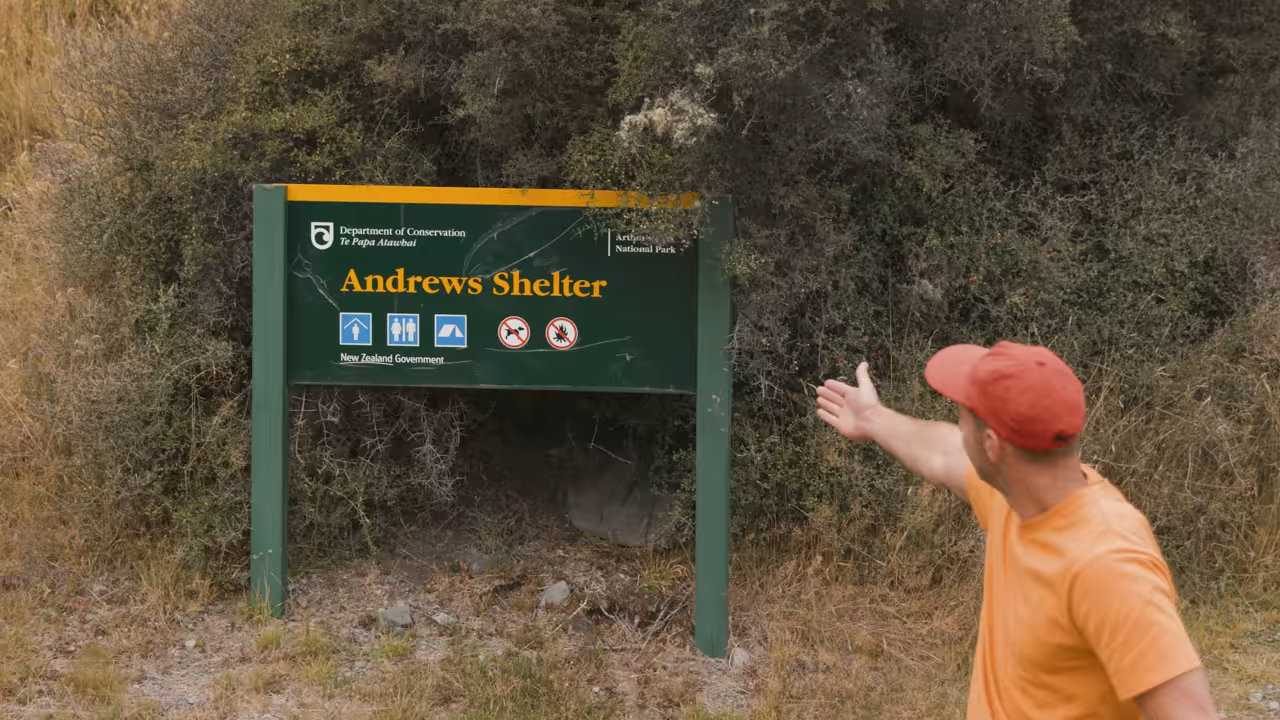 Department of Conservation
Te Papa Atawhai
National Park
Andrews Shelter
New Zealand Government